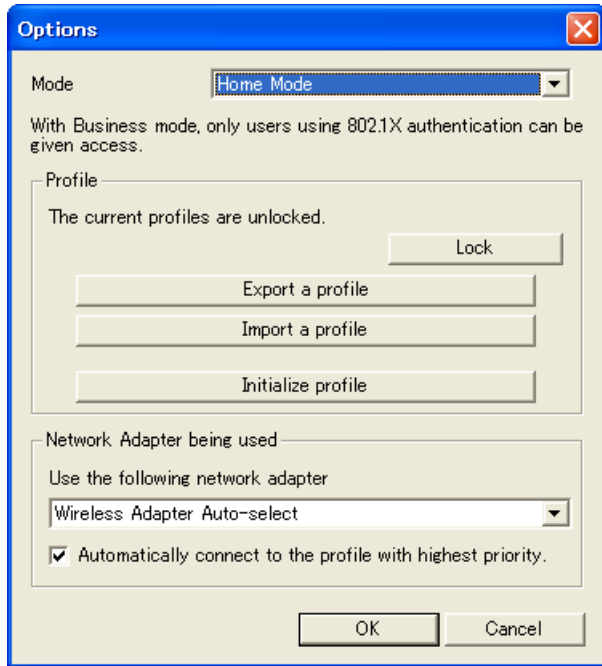 Options
Mode
Home Mode
With Business mode, only users using 802.1X authentication can be
given access.
Profile
The current profiles are unlocked.
Lock
Export a profile
Import a profile
Initialize profile
Network Adapter being used
Use the following network adapter
Wireless Adapter Auto-select
Automatically connect to the profile with highest priority.
OK
Cancel